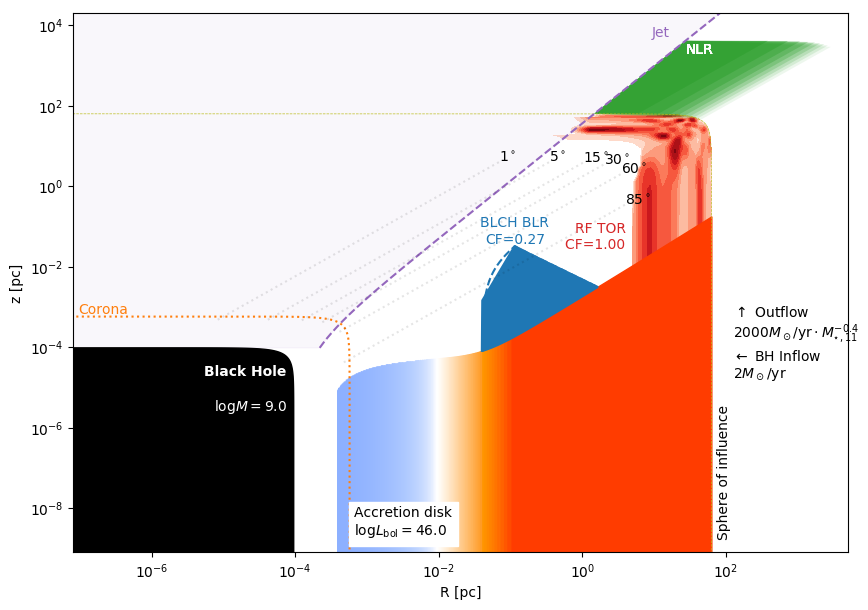 Jet
NLR
1°
5°
15°
30°
60°
85°
BLCH BLR
CF=0.27
RF TOR
CF=1.00
Corona
Black Hole
logM = 9.0
↑ Outflow
2000M⊙/yr · M⋆,11^−0.4
← BH Inflow
2M⊙/yr
Sphere of influence
Accretion disk
logLbol = 46.0
z [pc]
10^4
10^2
10^0
10^−2
10^−4
10^−6
10^−8
10^−6
10^−4
10^−2
10^0
10^2
R [pc]